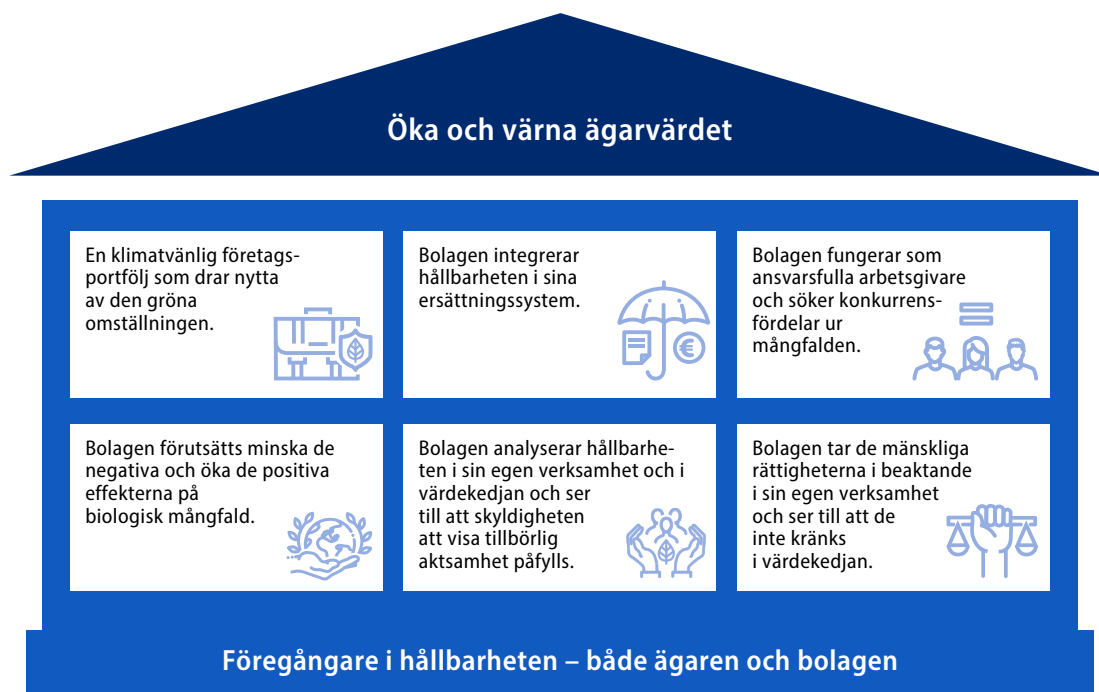 Öka och värna ägarvärdet
En klimatvänlig företags-
portfölj som drar nytta
av den gröna
omställningen.
Bolagen integrerar
hållbarheten i sina
ersättningssystem.
€
Bolagen fungerar som
ansvarsfulla arbetsgivare
och söker konkurrens-
fördelar ur
mångfalden.
Bolagen förutsätts minska de
negativa och öka de positiva
effekterna på
biologisk mångfald.
Bolagen analyserar hållbarhe-
ten i sin egen verksamhet och i
värdekedjan och ser
till att skyldigheten
att visa tillbörlig
aktsamhet påfylls.
Bolagen tar de mänskliga
rättigheterna i beaktande
i sin egen verksamhet
och ser till att de
inte kränks
i värdekedjan.
Föregångare i hållbarheten – både ägaren och bolagen